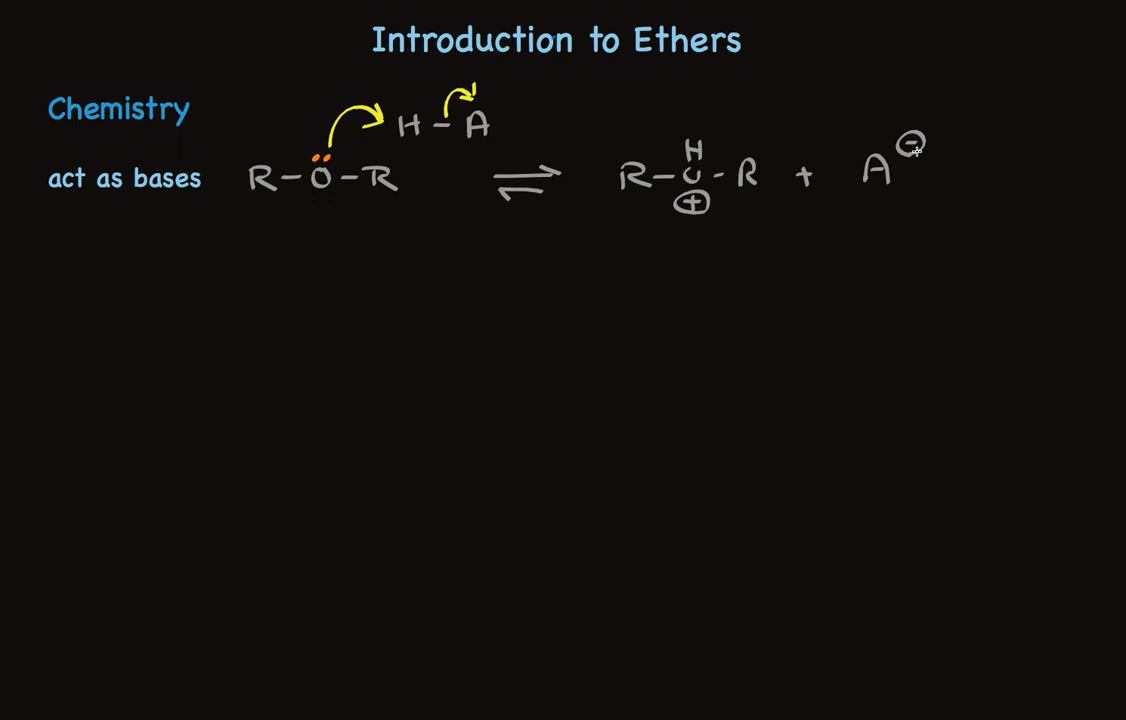 Introduction to Ethers
Chemistry
H - A
act as bases R - Ö - R ⇌ R - O - R + A ⊖
H
⊕